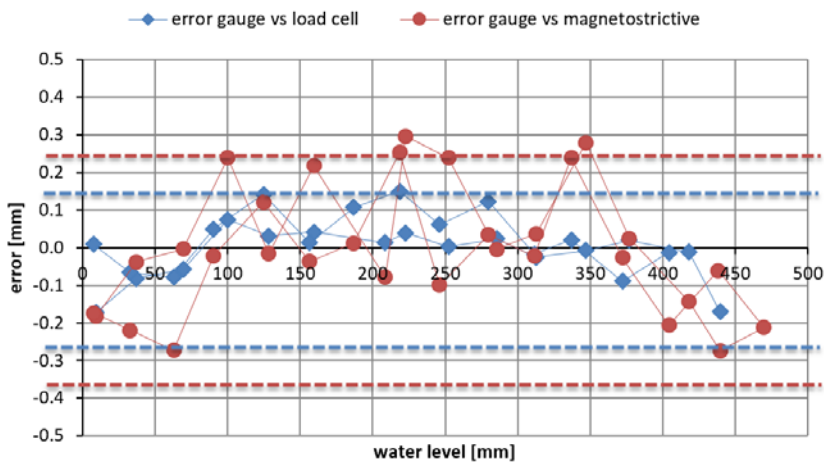 error gauge vs load cell error gauge vs magnetostrictive
0.5
0.4
0.3
0.2
0.1
0.0
0 50 100 150 200 250 300 350 400 450 500
-0.1
-0.2
-0.3
-0.4
-0.5
error [mm]
water level [mm]